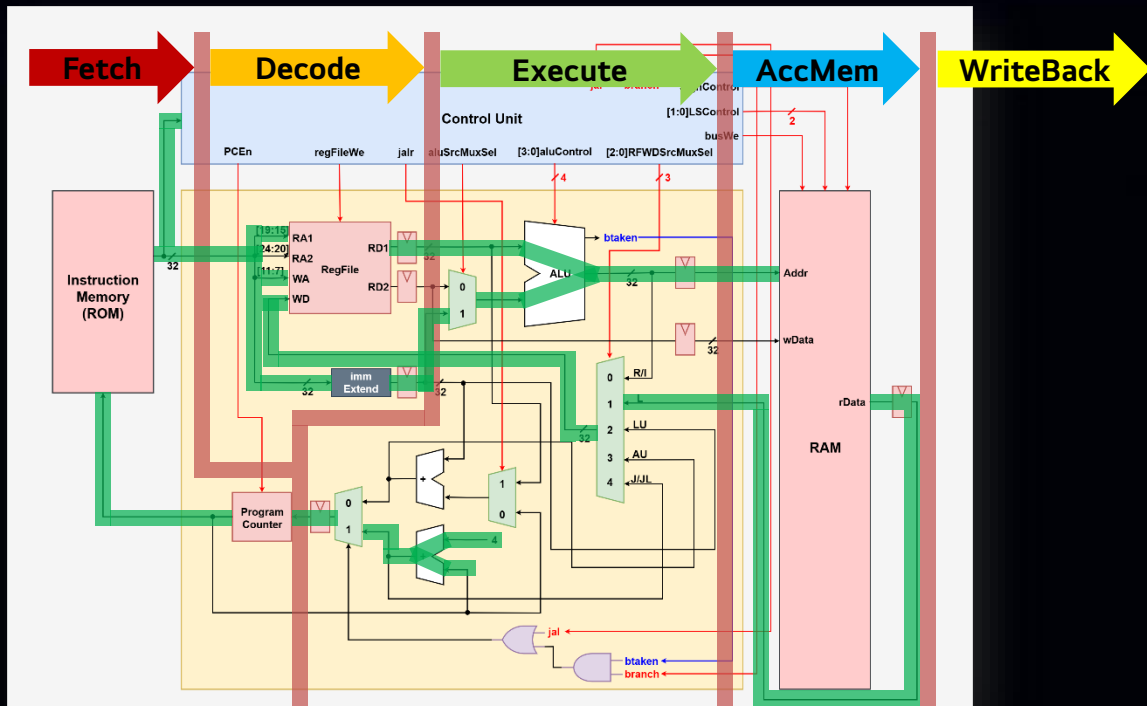 Fetch
Decode
Execute
AccMem
WriteBack
jal
branch
Control
[1:0]LSControl
2
busWe
Control Unit
PCEn
regFileWe
jalr
aluSrcMuxSel
[3:0]aluControl
[2:0]RFWDSrcMuxSel
4
3
Instruction
Memory
(ROM)
32
[19:15]
[24:20]
[11:7]
RA1
RA2
WA
WD
RegFile
RD1
RD2
32
0
1
ALU
btaken
32
Addr
wData
32
rData
RAM
imm
Extend
32
32
0
1
2
3
4
R/I
L
LU
AU
J/JL
32
Program
Counter
0
1
+
+
4
1
0
jal
btaken
branch